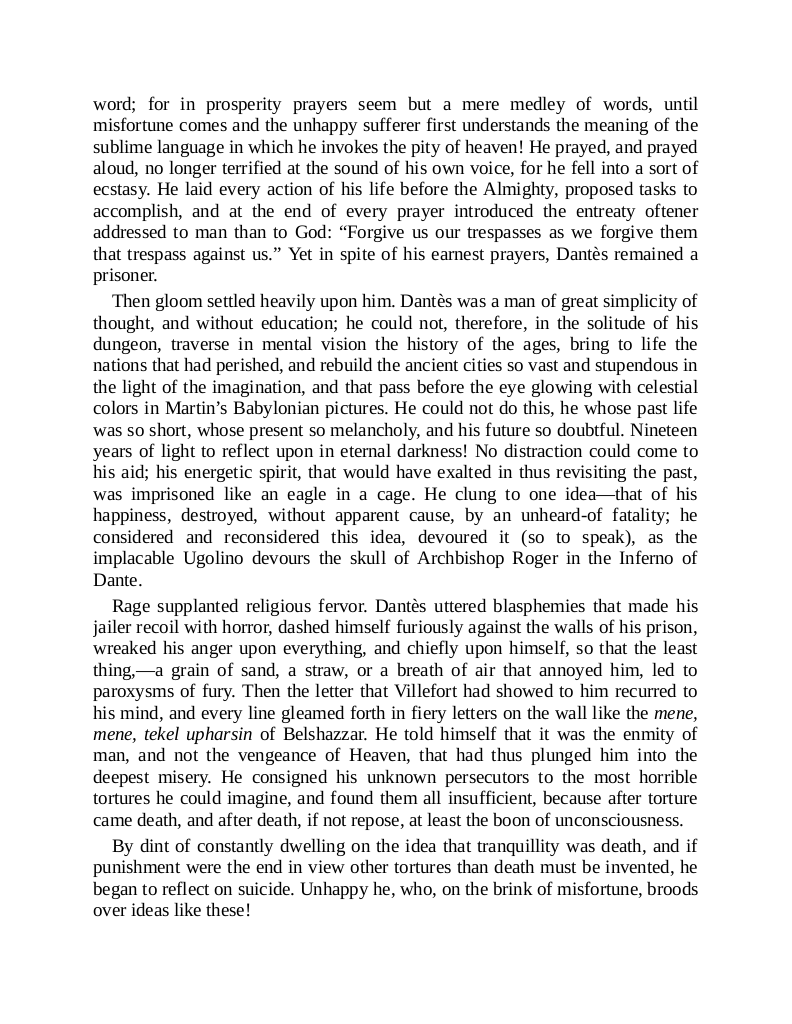 word; for in prosperity prayers seem but a mere medley of words, until
misfortune comes and the unhappy sufferer first understands the meaning of the
sublime language in which he invokes the pity of heaven! He prayed, and prayed
aloud, no longer terrified at the sound of his own voice, for he fell into a sort of
ecstasy. He laid every action of his life before the Almighty, proposed tasks to
accomplish, and at the end of every prayer introduced the entreaty oftener
addressed to man than to God: “Forgive us our trespasses as we forgive them
that trespass against us.” Yet in spite of his earnest prayers, Dantès remained a
prisoner.
Then gloom settled heavily upon him. Dantès was a man of great simplicity of
thought, and without education; he could not, therefore, in the solitude of his
dungeon, traverse in mental vision the history of the ages, bring to life the
nations that had perished, and rebuild the ancient cities so vast and stupendous in
the light of the imagination, and that pass before the eye glowing with celestial
colors in Martin’s Babylonian pictures. He could not do this, he whose past life
was so short, whose present so melancholy, and his future so doubtful. Nineteen
years of light to reflect upon in eternal darkness! No distraction could come to
his aid; his energetic spirit, that would have exalted in thus revisiting the past,
was imprisoned like an eagle in a cage. He clung to one idea—that of his
happiness, destroyed, without apparent cause, by an unheard-of fatality; he
considered and reconsidered this idea, devoured it (so to speak), as the
implacable Ugolino devours the skull of Archbishop Roger in the Inferno of
Dante.
Rage supplanted religious fervor. Dantès uttered blasphemies that made his
jailer recoil with horror, dashed himself furiously against the walls of his prison,
wreaked his anger upon everything, and chiefly upon himself, so that the least
thing,—a grain of sand, a straw, or a breath of air that annoyed him, led to
paroxysms of fury. Then the letter that Villefort had showed to him recurred to
his mind, and every line gleamed forth in fiery letters on the wall like the mene,
mene, tekel upharsin of Belshazzar. He told himself that it was the enmity of
man, and not the vengeance of Heaven, that had thus plunged him into the
deepest misery. He consigned his unknown persecutors to the most horrible
tortures he could imagine, and found them all insufficient, because after torture
came death, and after death, if not repose, at least the boon of unconsciousness.
By dint of constantly dwelling on the idea that tranquillity was death, and if
punishment were the end in view other tortures than death must be invented, he
began to reflect on suicide. Unhappy he, who, on the brink of misfortune, broods
over ideas like these!